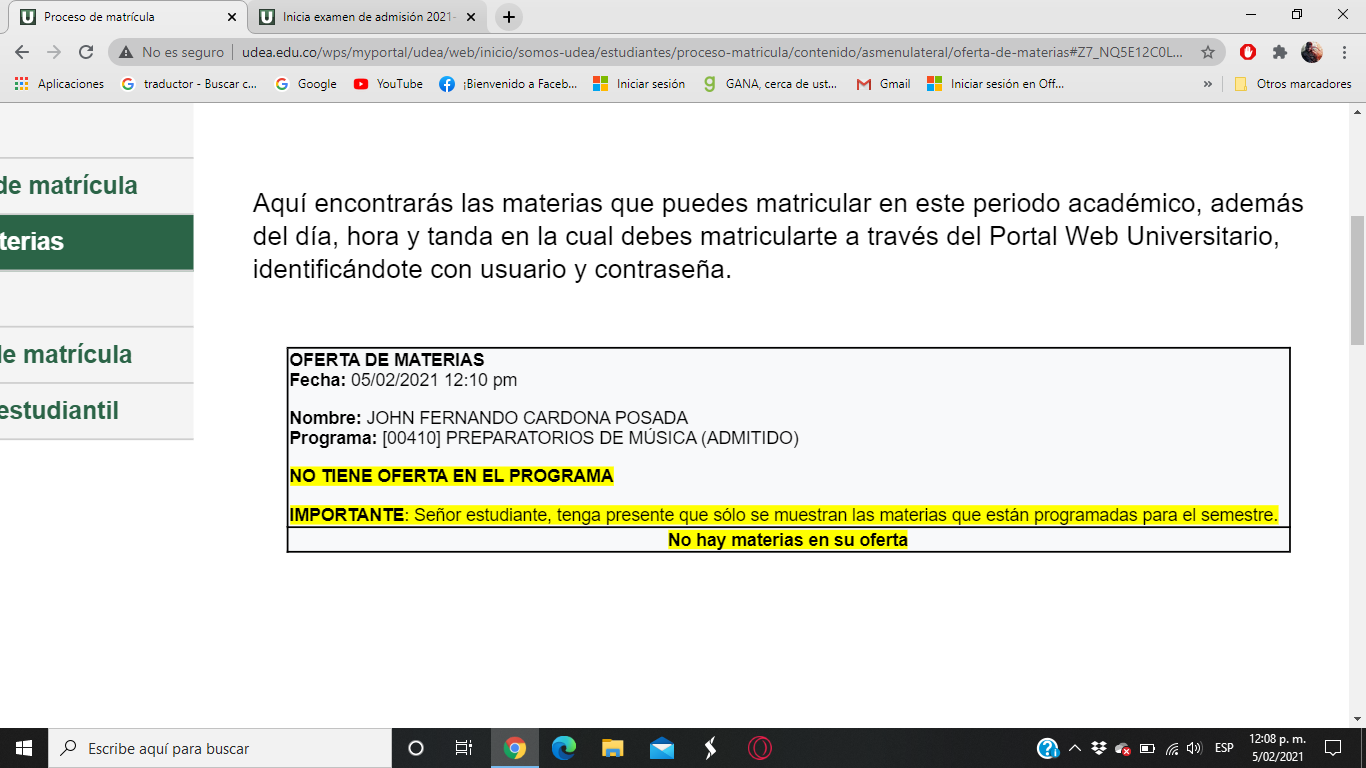 Proceso de matrícula
Inicia examen de admisión 2021-
No es seguro
udea.edu.co/wps/myportal/udea/web/inicio/somos-udea/estudiantes/proceso-matricula/contenido/asmenulateral/oferta-de-materias#Z7_NQ5E12C0L...
Aplicaciones
traductor - Buscar c...
Google
YouTube
¡Bienvenido a Faceb...
Iniciar sesión
GANA, cerca de ust...
Gmail
Iniciar sesión en Off...
»
Otros marcadores
de matrícula
terias
de matrícula
estudiantil
Aquí encontrarás las materias que puedes matricular en este periodo académico, además
del día, hora y tanda en la cual debes matricularte a través del Portal Web Universitario,
identificándote con usuario y contraseña.
OFERTA DE MATERIAS
Fecha: 05/02/2021 12:10 pm
Nombre: JOHN FERNANDO CARDONA POSADA
Programa: [00410] PREPARATORIOS DE MÚSICA (ADMITIDO)
NO TIENE OFERTA EN EL PROGRAMA
IMPORTANTE: Señor estudiante, tenga presente que sólo se muestran las materias que están programadas para el semestre.
No hay materias en su oferta
Escribe aquí para buscar
ESP
12:08 p. m.
5/02/2021